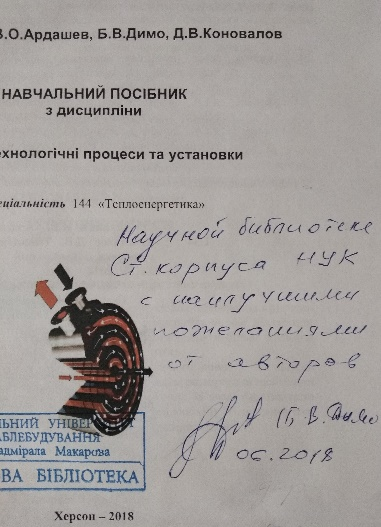 В.О.Ардашев, Б.В.Димо, Д.В.Коновалов
НАВЧАЛЬНИЙ ПОСІБНИК
з дисципліни
ехнологічні процеси та установки
еціальність 144 «Теплоенергетика»
Научной библиотеке
Ст. корпуса НУК
с наилучшими
пожеланиями
от авторов
Б. В. Дымо
06.2018
ЛЬНИЙ УНІВЕРСИТЕТ
АБЛЕБУДУВАННЯ
адмірала Макарова
ВА БІБЛІОТЕКА
Херсон – 2018